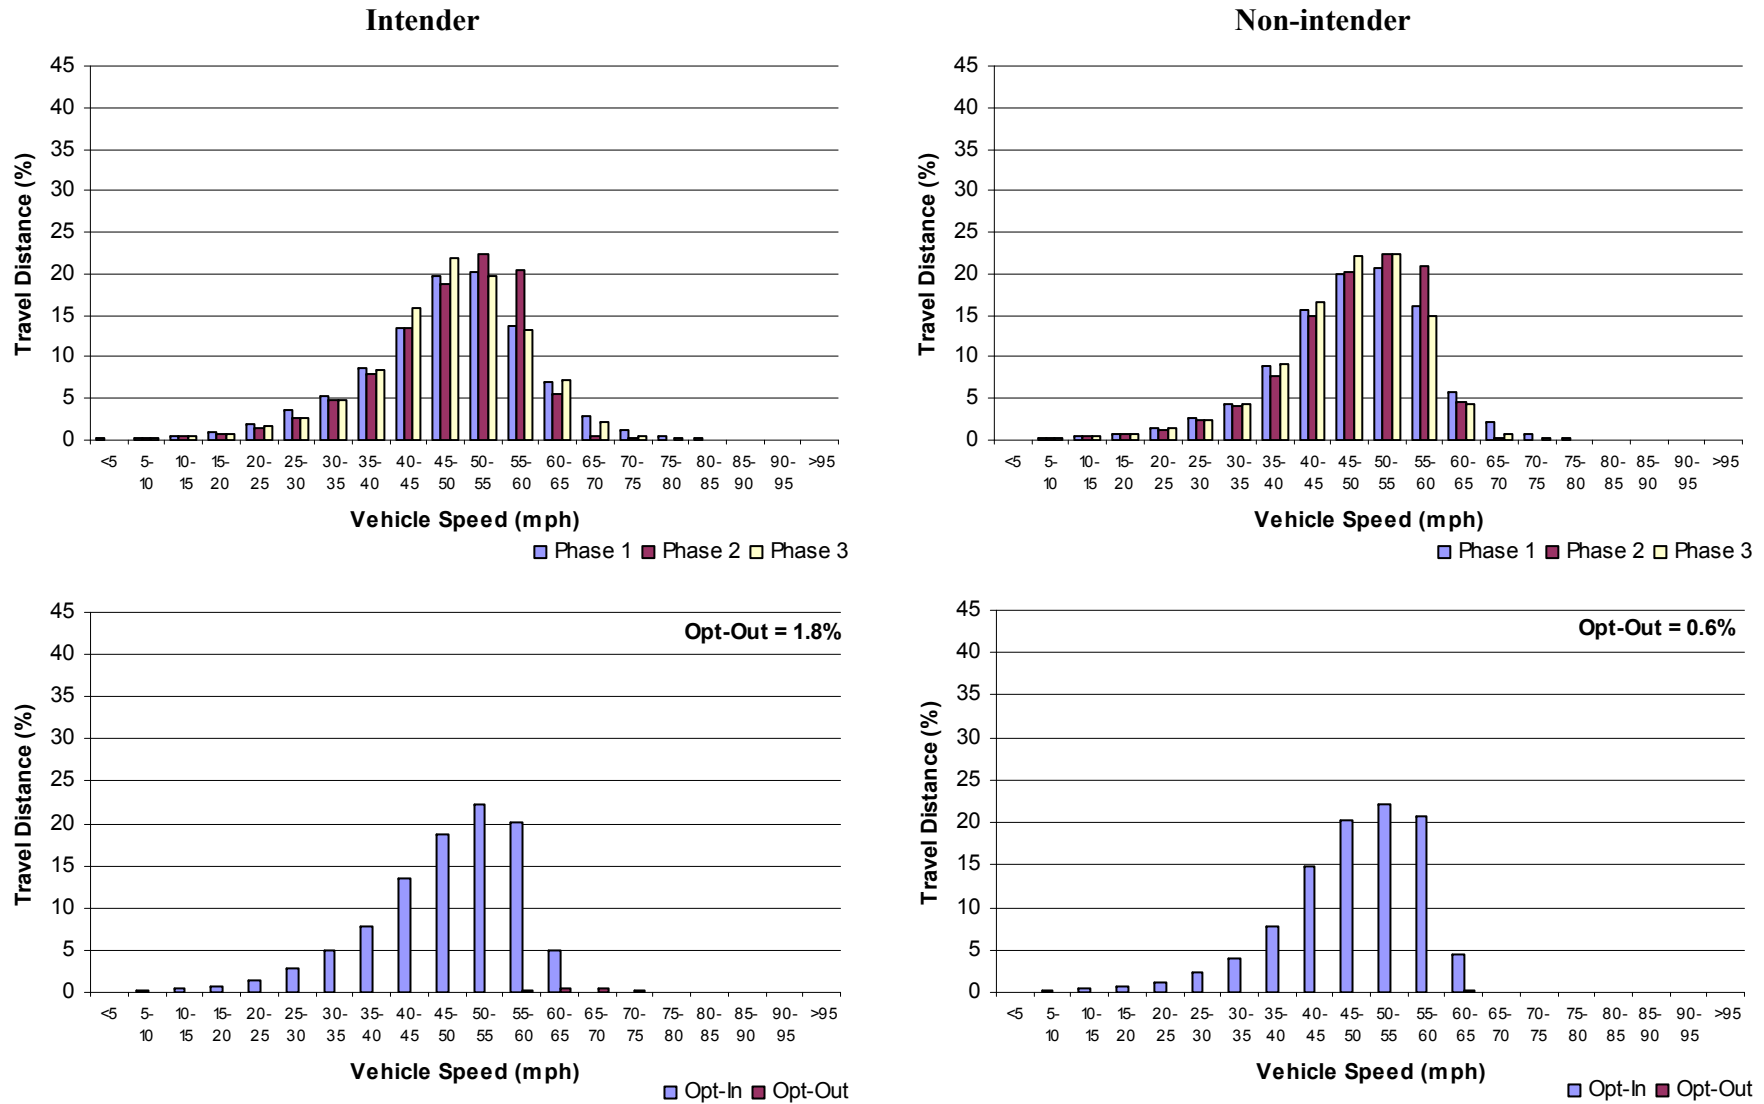 Intender
Non-intender
45
40
35
30
25
20
15
10
5
0
Travel Distance (%)
<5 5- 10- 15- 20- 25- 30- 35- 40- 45- 50- 55- 60- 65- 70- 75- 80- 85- 90- >95
10 15 20 25 30 35 40 45 50 55 60 65 70 75 80 85 90 95
Vehicle Speed (mph)
Phase 1 Phase 2 Phase 3
45
40
35
30
25
20
15
10
5
0
Travel Distance (%)
<5 5- 10- 15- 20- 25- 30- 35- 40- 45- 50- 55- 60- 65- 70- 75- 80- 85- 90- >95
10 15 20 25 30 35 40 45 50 55 60 65 70 75 80 85 90 95
Vehicle Speed (mph)
Phase 1 Phase 2 Phase 3
Opt-Out = 1.8%
45
40
35
30
25
20
15
10
5
0
Travel Distance (%)
<5 5- 10- 15- 20- 25- 30- 35- 40- 45- 50- 55- 60- 65- 70- 75- 80- 85- 90- >95
10 15 20 25 30 35 40 45 50 55 60 65 70 75 80 85 90 95
Vehicle Speed (mph)
Opt-In Opt-Out
Opt-Out = 0.6%
45
40
35
30
25
20
15
10
5
0
Travel Distance (%)
<5 5- 10- 15- 20- 25- 30- 35- 40- 45- 50- 55- 60- 65- 70- 75- 80- 85- 90- >95
10 15 20 25 30 35 40 45 50 55 60 65 70 75 80 85 90 95
Vehicle Speed (mph)
Opt-In Opt-Out